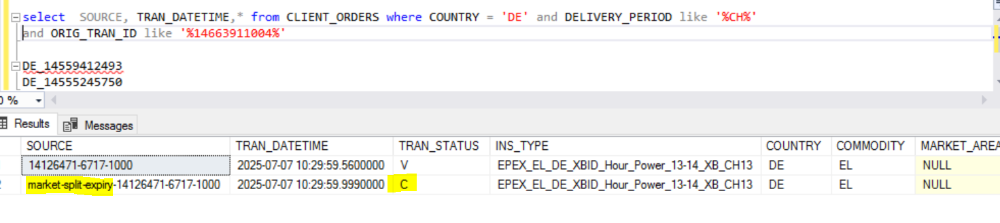 select SOURCE, TRAN_DATETIME,* from CLIENT_ORDERS where COUNTRY = 'DE' and DELIVERY_PERIOD like '%CH%'
and ORIG_TRAN_ID like '%14663911004%'
DE_14559412493
DE_14555245750
0 %
Results Messages
SOURCE TRAN_DATETIME TRAN_STATUS INS_TYPE COUNTRY COMMODITY MARKET_AREA
14126471-6717-1000 2025-07-07 10:29:59.5600000 V EPEX_EL_DE_XBID_Hour_Power_13-14_XB_CH13 DE EL NULL
2 market-split-expiry-14126471-6717-1000 2025-07-07 10:29:59.9990000 C EPEX_EL_DE_XBID_Hour_Power_13-14_XB_CH13 DE EL NULL